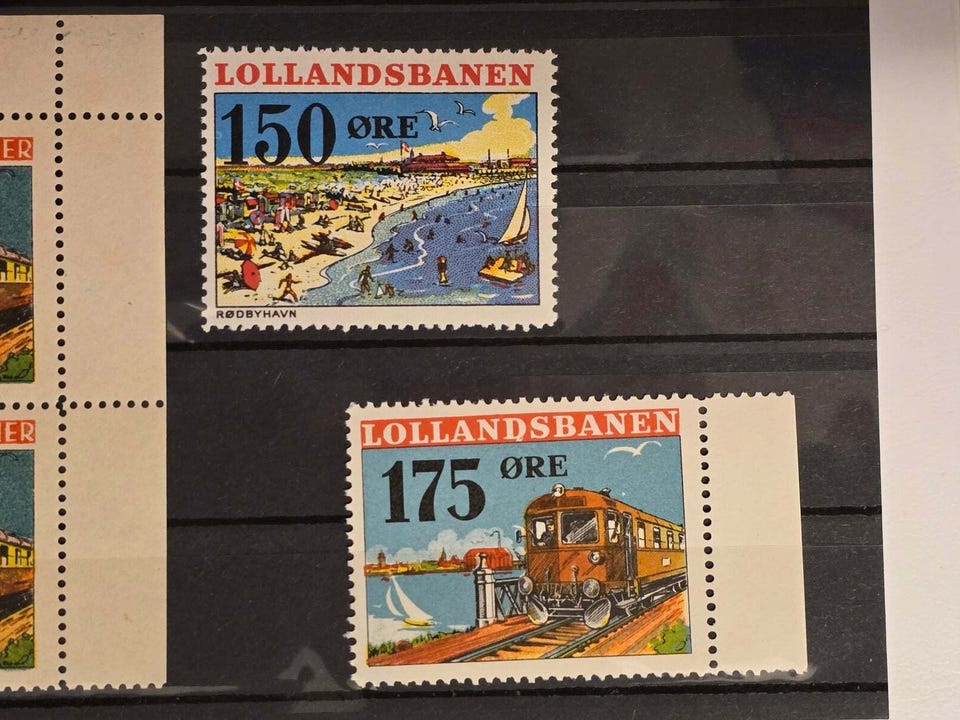 LOLLANDSBANEN
150 ØRE
RØDBYHAVN
LOLLANDSBANEN
175 ØRE